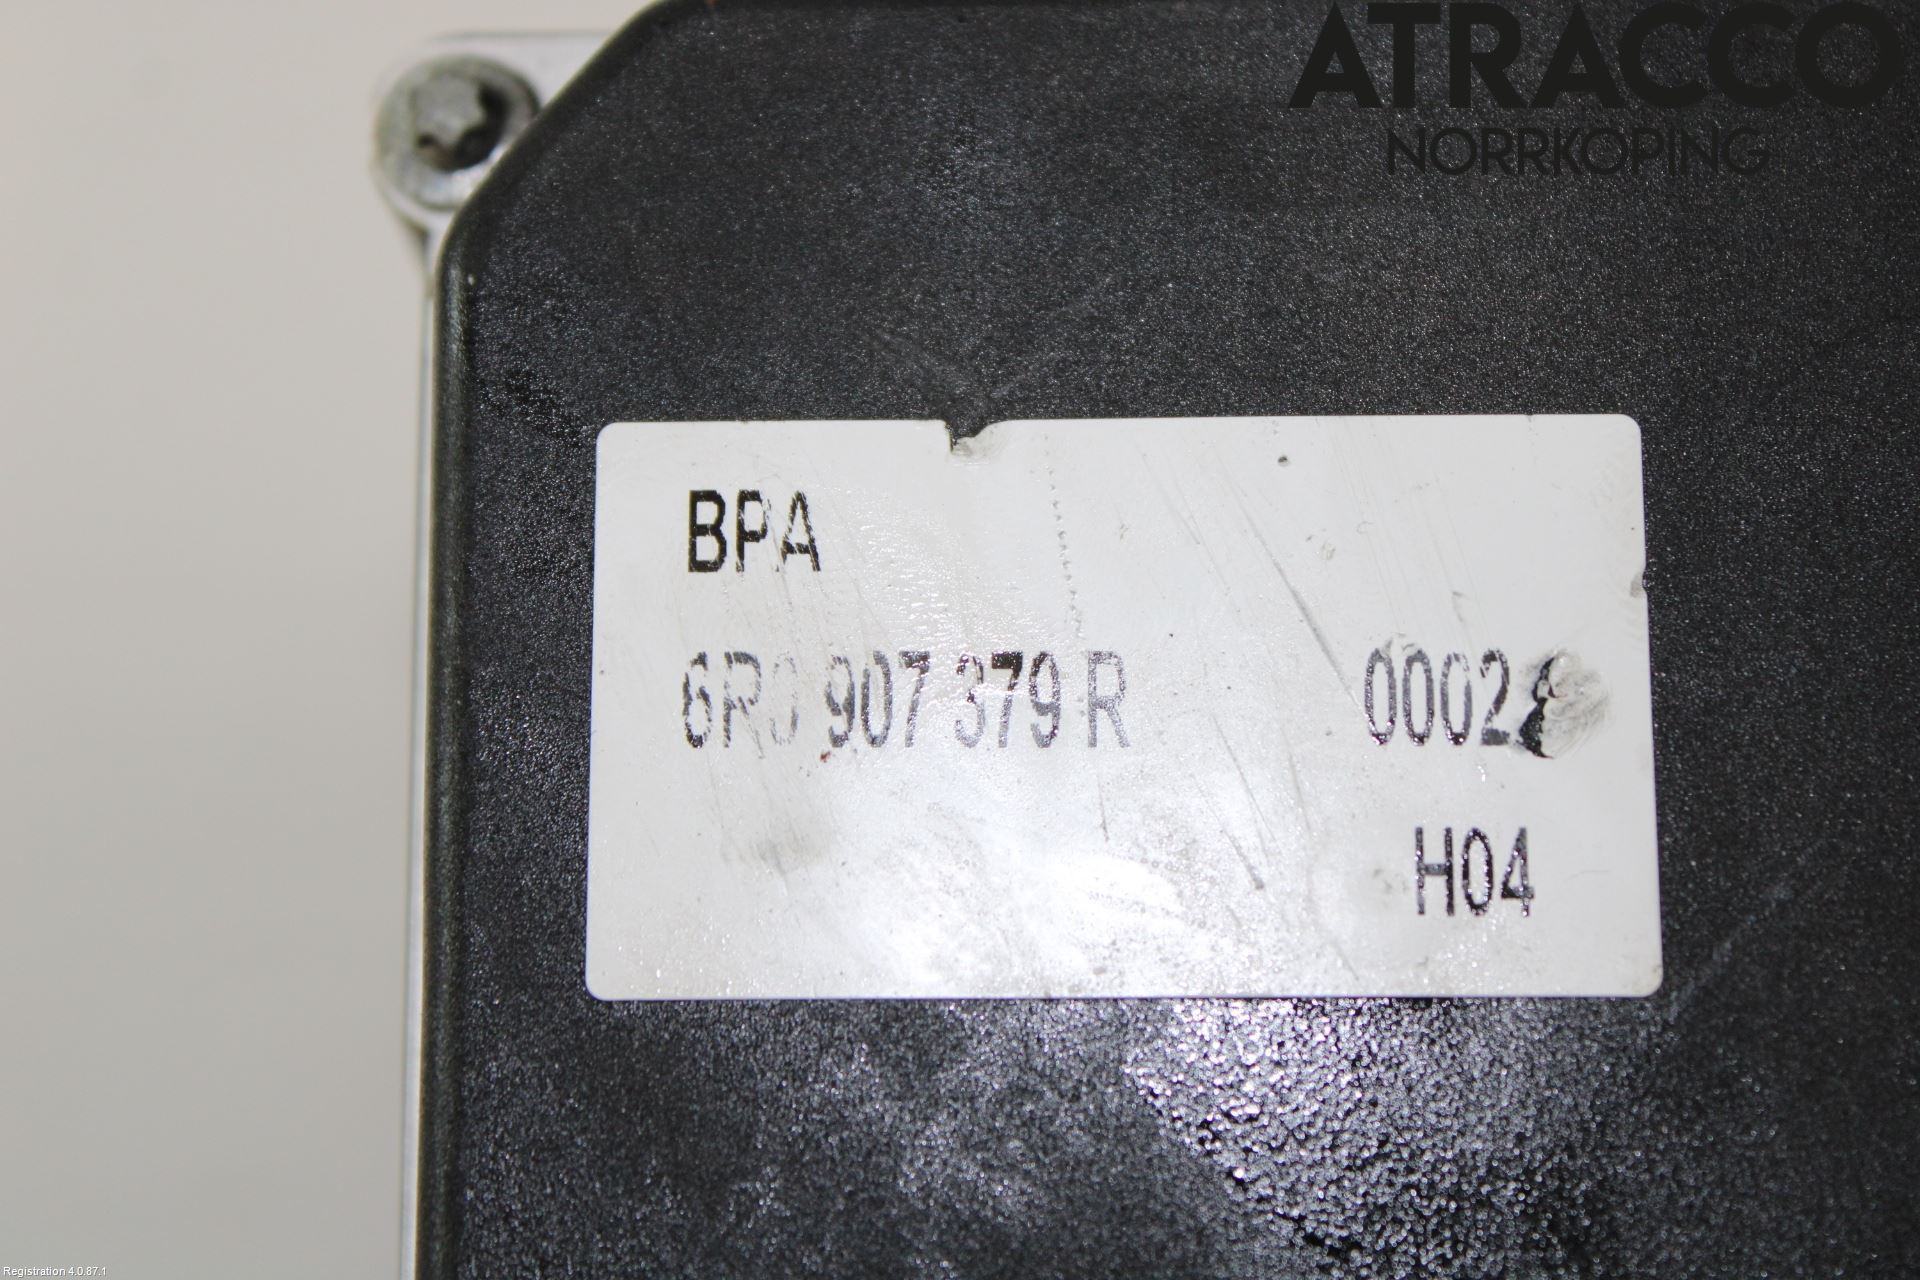 ATRACCO
NORRKOPING
BPA
6R0 907 379 R 0002
H04
Registration 4.0.87.1